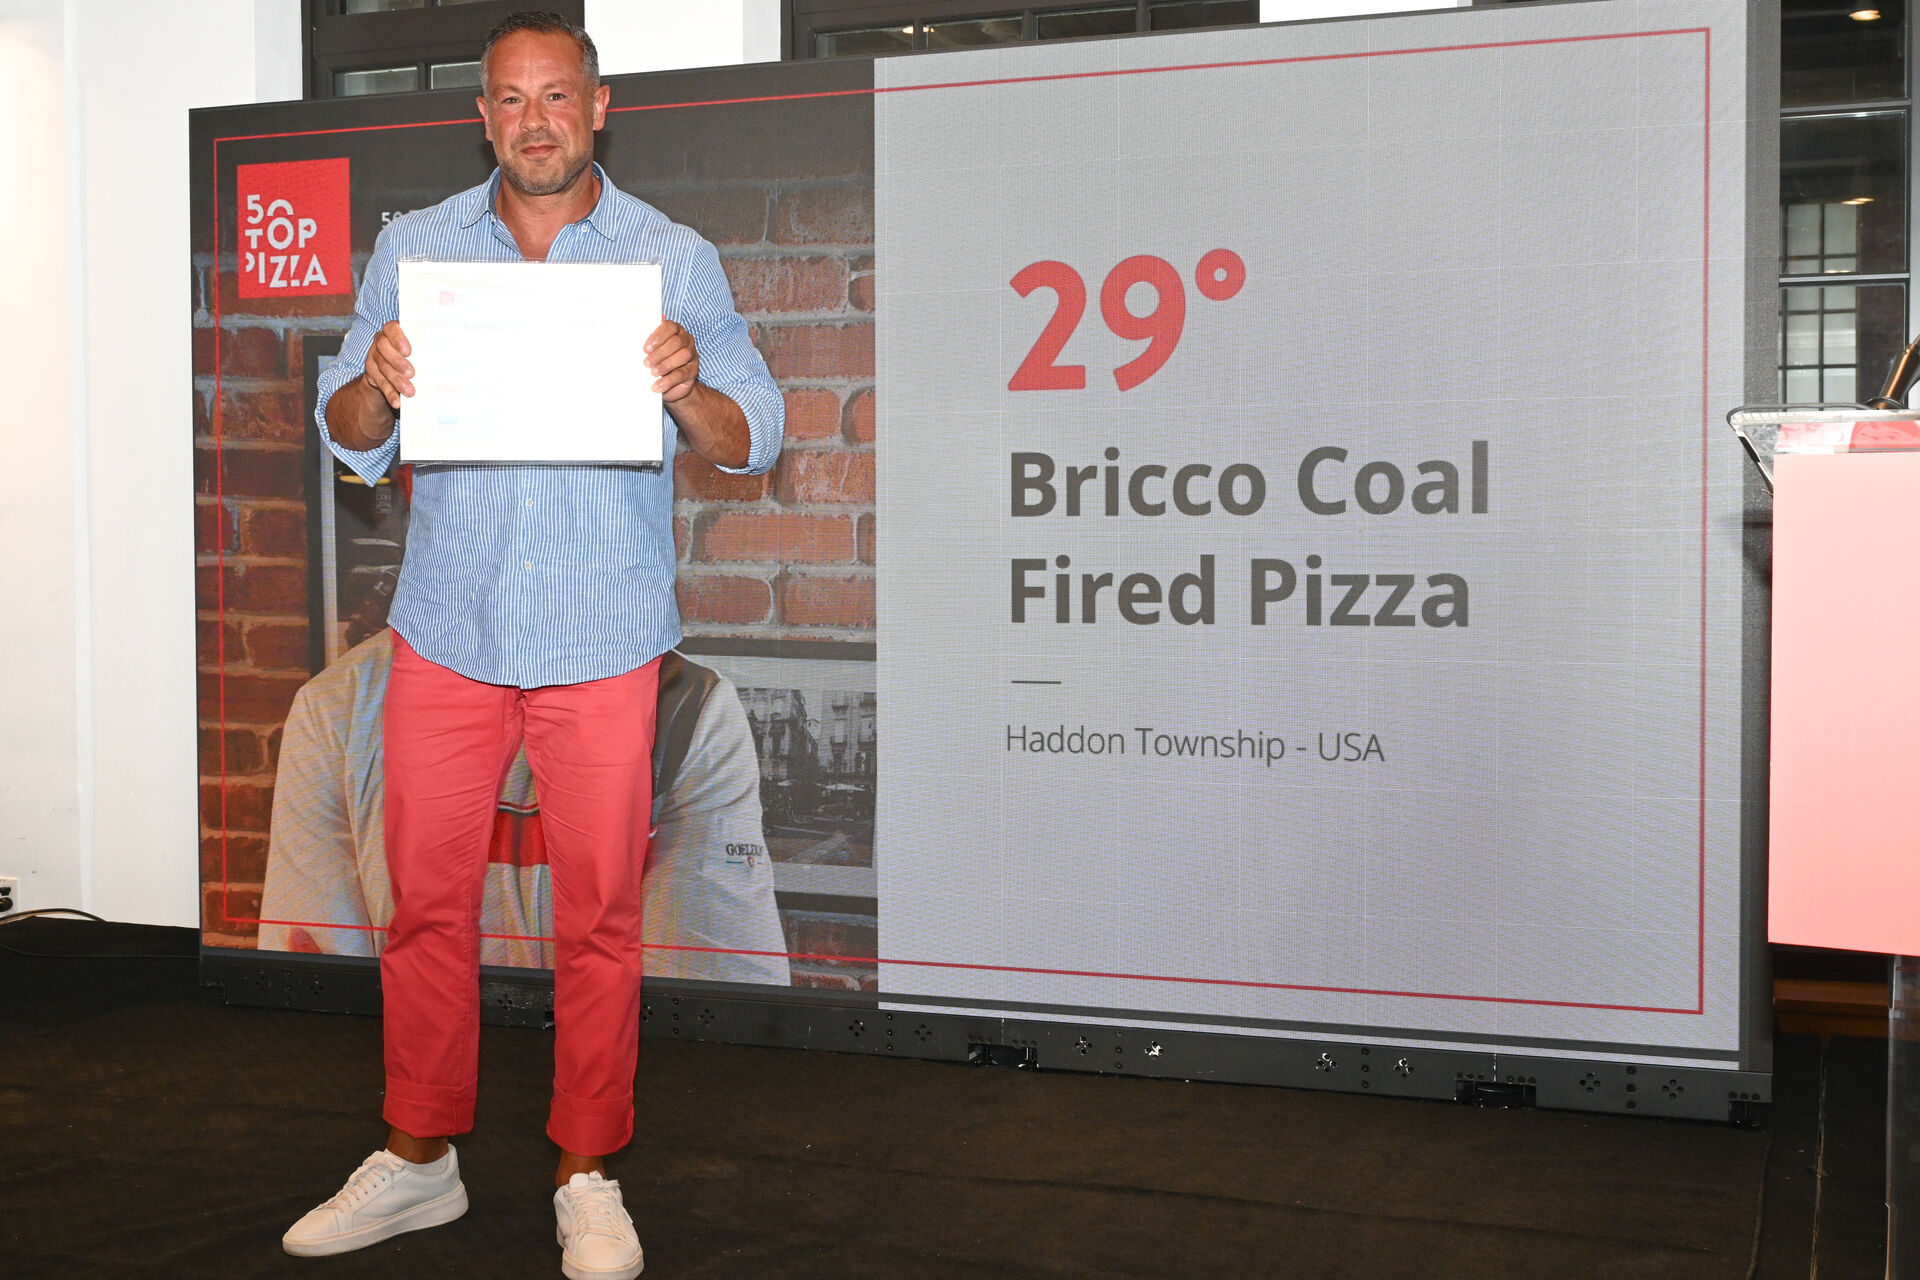 50
TOP
PIZZA
29°
Bricco Coal
Fired Pizza
Haddon Township - USA